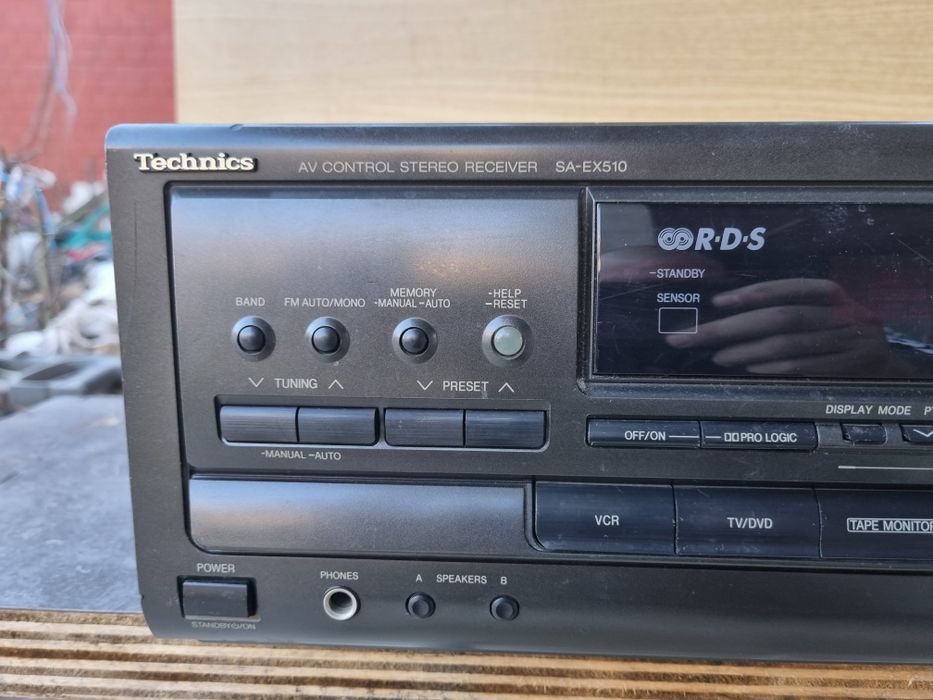 Technics AV CONTROL STEREO RECEIVER SA-EX510
R·D·S
-STANDBY
SENSOR
BAND FM AUTO/MONO MEMORY -MANUAL -AUTO -HELP -RESET
TUNING PRESET
-MANUAL -AUTO
DISPLAY MODE
OFF/ON PRO LOGIC
VCR TV/DVD TAPE MONITOR
POWER PHONES A SPEAKERS B
STANDBY⏻/ON